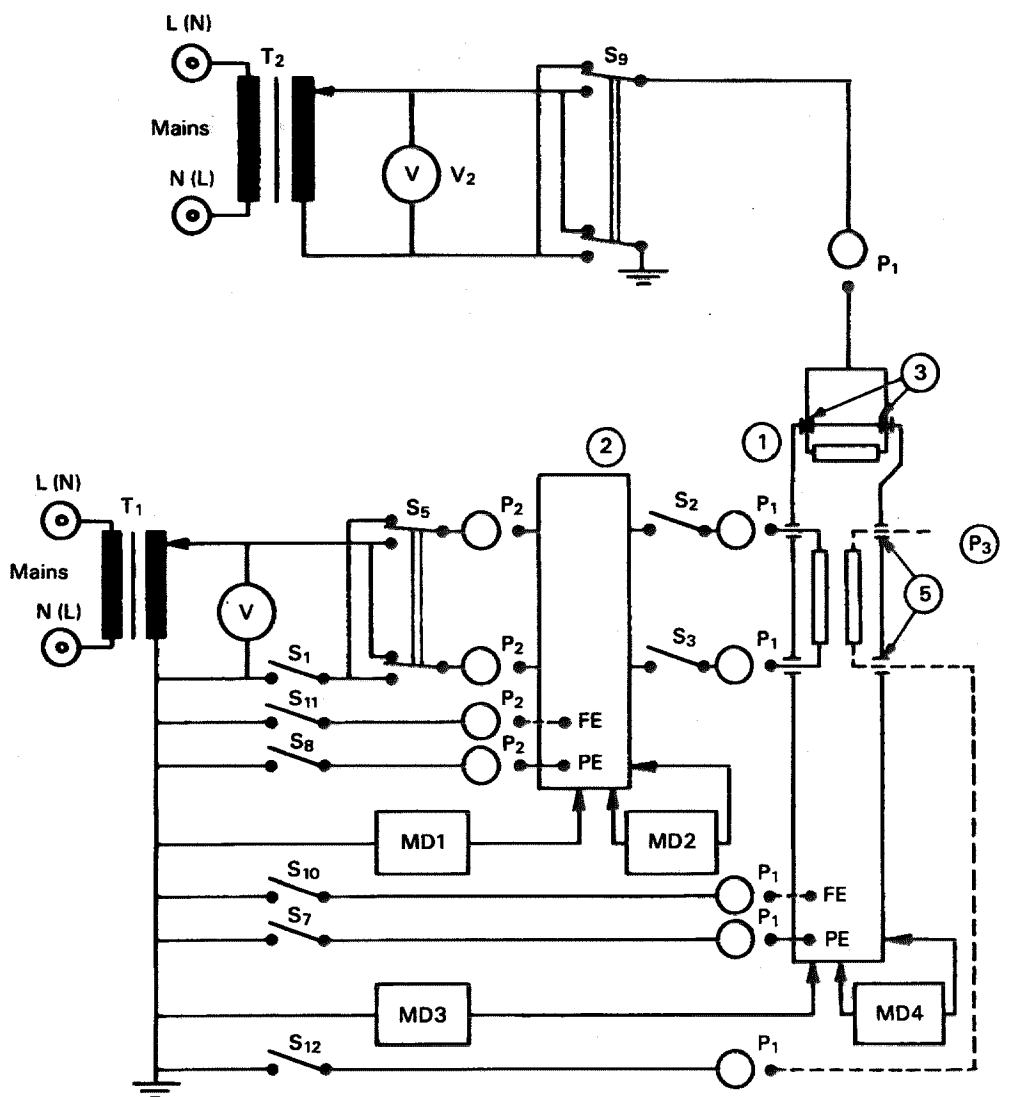 L (N)
T2
S9
Mains
V
V2
N (L)
P1
3
1
2
L (N)
T1
S5
P2
S2
P1
P3
Mains
V
5
N (L)
S1
P2
S3
P1
S11
P2
FE
S8
P2
PE
MD1
MD2
S10
P1
FE
S7
P1
PE
MD3
MD4
S12
P1